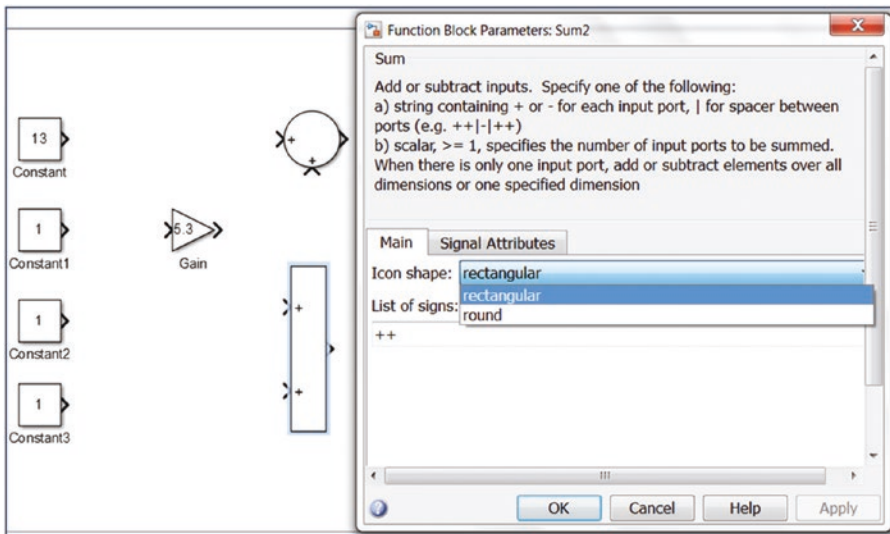 Function Block Parameters: Sum2
Sum
Add or subtract inputs. Specify one of the following:
a) string containing + or - for each input port, | for spacer between
ports (e.g. ++|-|++)
b) scalar, >= 1, specifies the number of input ports to be summed.
When there is only one input port, add or subtract elements over all
dimensions or one specified dimension
Main
Signal Attributes
Icon shape: rectangular
rectangular
List of signs:
round
++
OK
Cancel
Help
Apply
13
Constant
1
Constant1
1
Constant2
1
Constant3
5.3
Gain
+
+
+
+